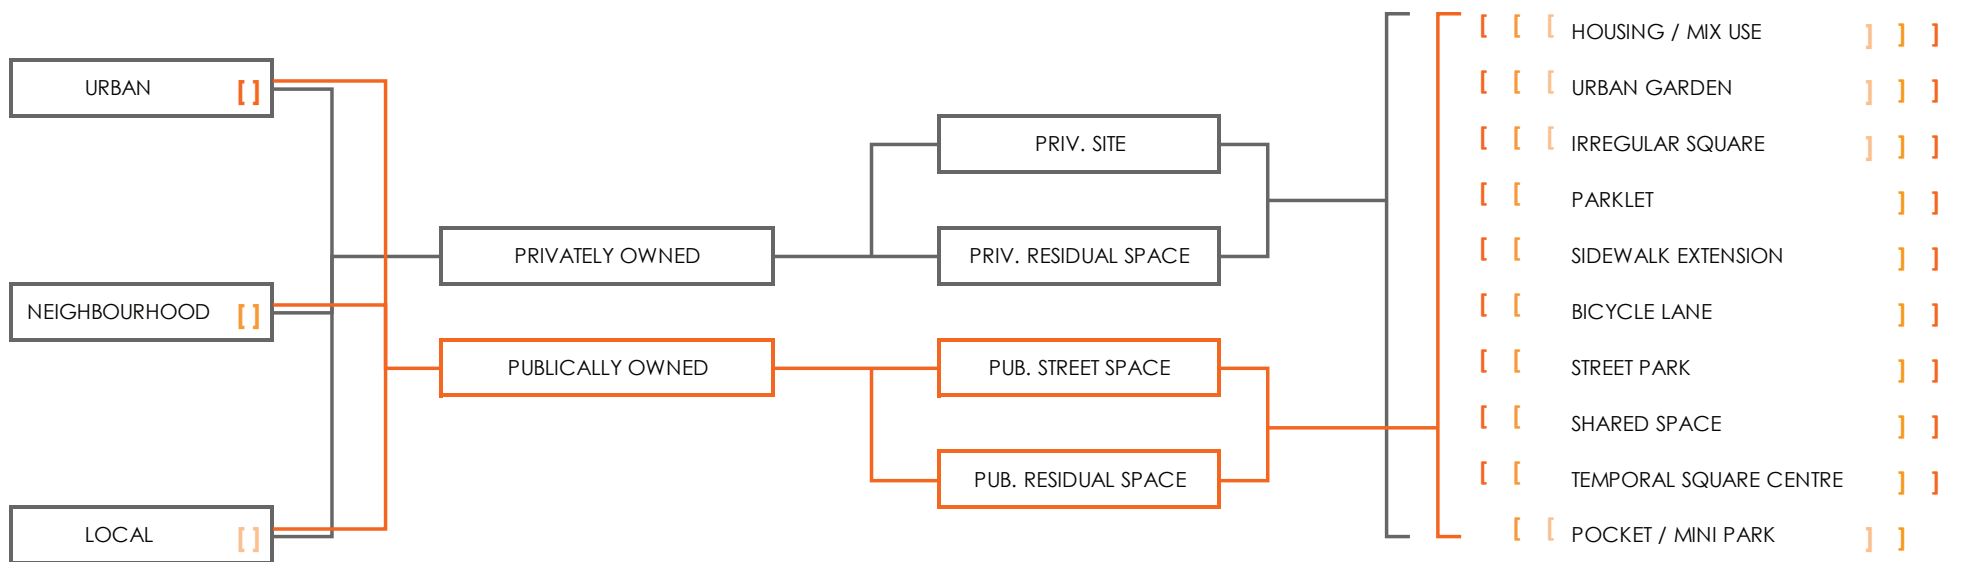 URBAN [ ]
NEIGHBOURHOOD [ ]
LOCAL [ ]
PRIVATELY OWNED
PUBLICALLY OWNED
PRIV. SITE
PRIV. RESIDUAL SPACE
PUB. STREET SPACE
PUB. RESIDUAL SPACE
[ [ [ HOUSING / MIX USE ] ] ]
[ [ [ URBAN GARDEN ] ] ]
[ [ [ IRREGULAR SQUARE ] ] ]
[ [ PARKLET ] ]
[ [ SIDEWALK EXTENSION ] ]
[ [ BICYCLE LANE ] ]
[ [ STREET PARK ] ]
[ [ SHARED SPACE ] ]
[ [ TEMPORAL SQUARE CENTRE ] ]
[ [ POCKET / MINI PARK ] ]